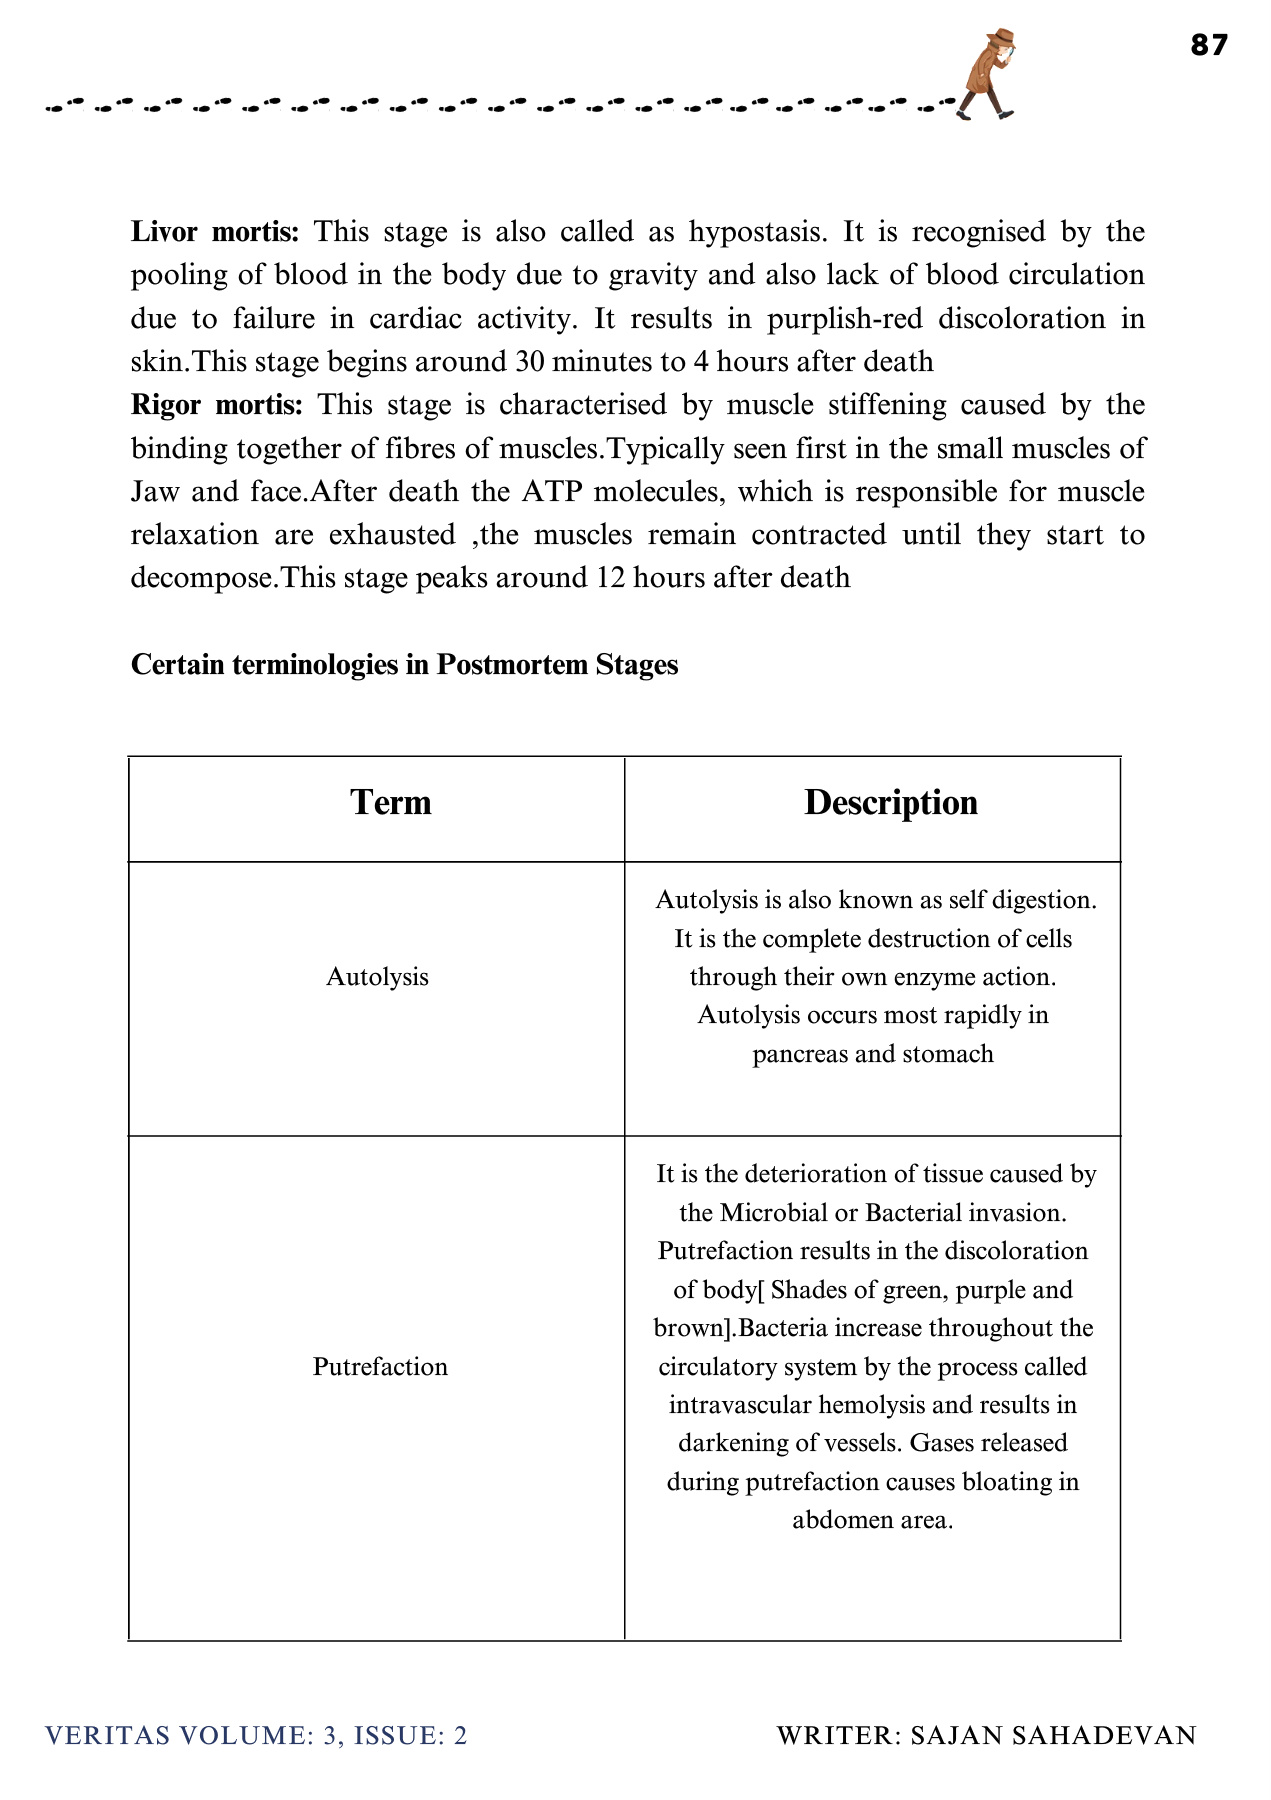 87
Livor mortis: This stage is also called as hypostasis. It is recognised by the
pooling of blood in the body due to gravity and also lack of blood circulation
due to failure in cardiac activity. It results in purplish-red discoloration in
skin.This stage begins around 30 minutes to 4 hours after death
Rigor mortis: This stage is characterised by muscle stiffening caused by the
binding together of fibres of muscles.Typically seen first in the small muscles of
Jaw and face.After death the ATP molecules, which is responsible for muscle
relaxation are exhausted ,the muscles remain contracted until they start to
decompose.This stage peaks around 12 hours after death
Certain terminologies in Postmortem Stages
Term
Description
Autolysis
Autolysis is also known as self digestion.
It is the complete destruction of cells
through their own enzyme action.
Autolysis occurs most rapidly in
pancreas and stomach
Putrefaction
It is the deterioration of tissue caused by
the Microbial or Bacterial invasion.
Putrefaction results in the discoloration
of body[ Shades of green, purple and
brown].Bacteria increase throughout the
circulatory system by the process called
intravascular hemolysis and results in
darkening of vessels. Gases released
during putrefaction causes bloating in
abdomen area.
VERITAS VOLUME: 3, ISSUE: 2
WRITER: SAJAN SAHADEVAN